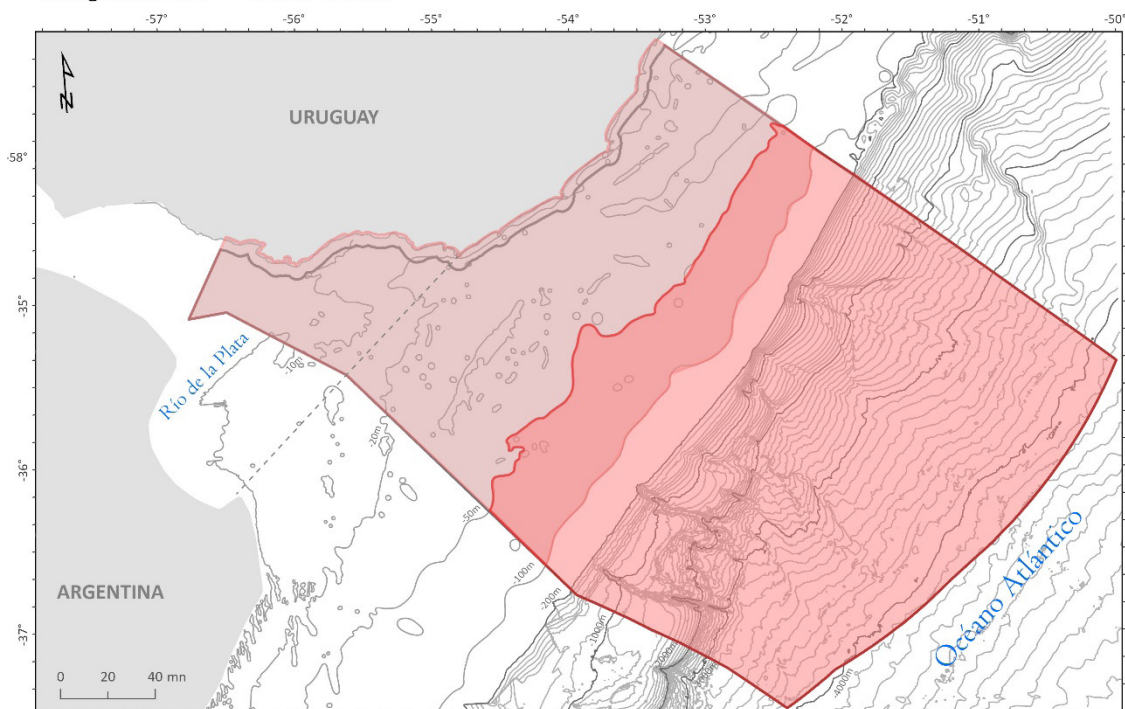 -57°
-56°
-55°
-54°
-53°
-52°
-51°
-50°
N
URUGUAY
-58°
-35°
-36°
-37°
Río de la Plata
-10m
-20m
-50m
-100m
-200m
-1000m
-4000m
ARGENTINA
Océano Atlántico
0 20 40 mn